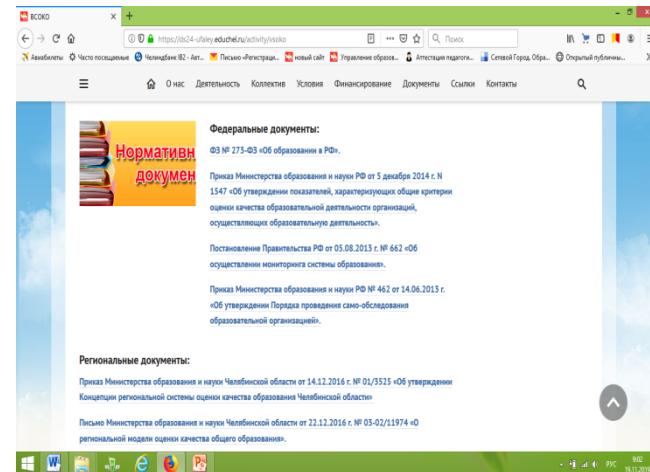 ВСОКО
https://ds24-ufaley.educhel.ru/activity/vsoko
Поиск
Авиабилеты Часто посещаемые Челиндбанк IB2 - Акт... Письмо «Регистраци... новый сайт Управление образов... Аттестация педагоги... Сетевой Город. Обра... Открытый публичны...
О нас Деятельность Коллектив Условия Финансирование Документы Ссылки Контакты
Нормативн
докумен
Федеральные документы:
ФЗ № 273-ФЗ «Об образовании в РФ».
Приказ Министерства образования и науки РФ от 5 декабря 2014 г. N
1547 «Об утверждении показателей, характеризующих общие критерии
оценки качества образовательной деятельности организаций,
осуществляющих образовательную деятельность».
Постановление Правительства РФ от 05.08.2013 г. № 662 «Об
осуществлении мониторинга системы образования».
Приказ Министерства образования и науки РФ № 462 от 14.06.2013 г.
«Об утверждении Порядка проведения само-обследования
образовательной организацией».
Региональные документы:
Приказ Министерства образования и науки Челябинской области от 14.12.2016 г. № 01/3525 «Об утверждении
Концепции региональной системы оценки качества образования Челябинской области»
Письмо Министерства образования и науки Челябинской области от 22.12.2016 г. № 03-02/11974 «О
региональной модели оценки качества общего образования».
РУС
9:02
19.11.2019